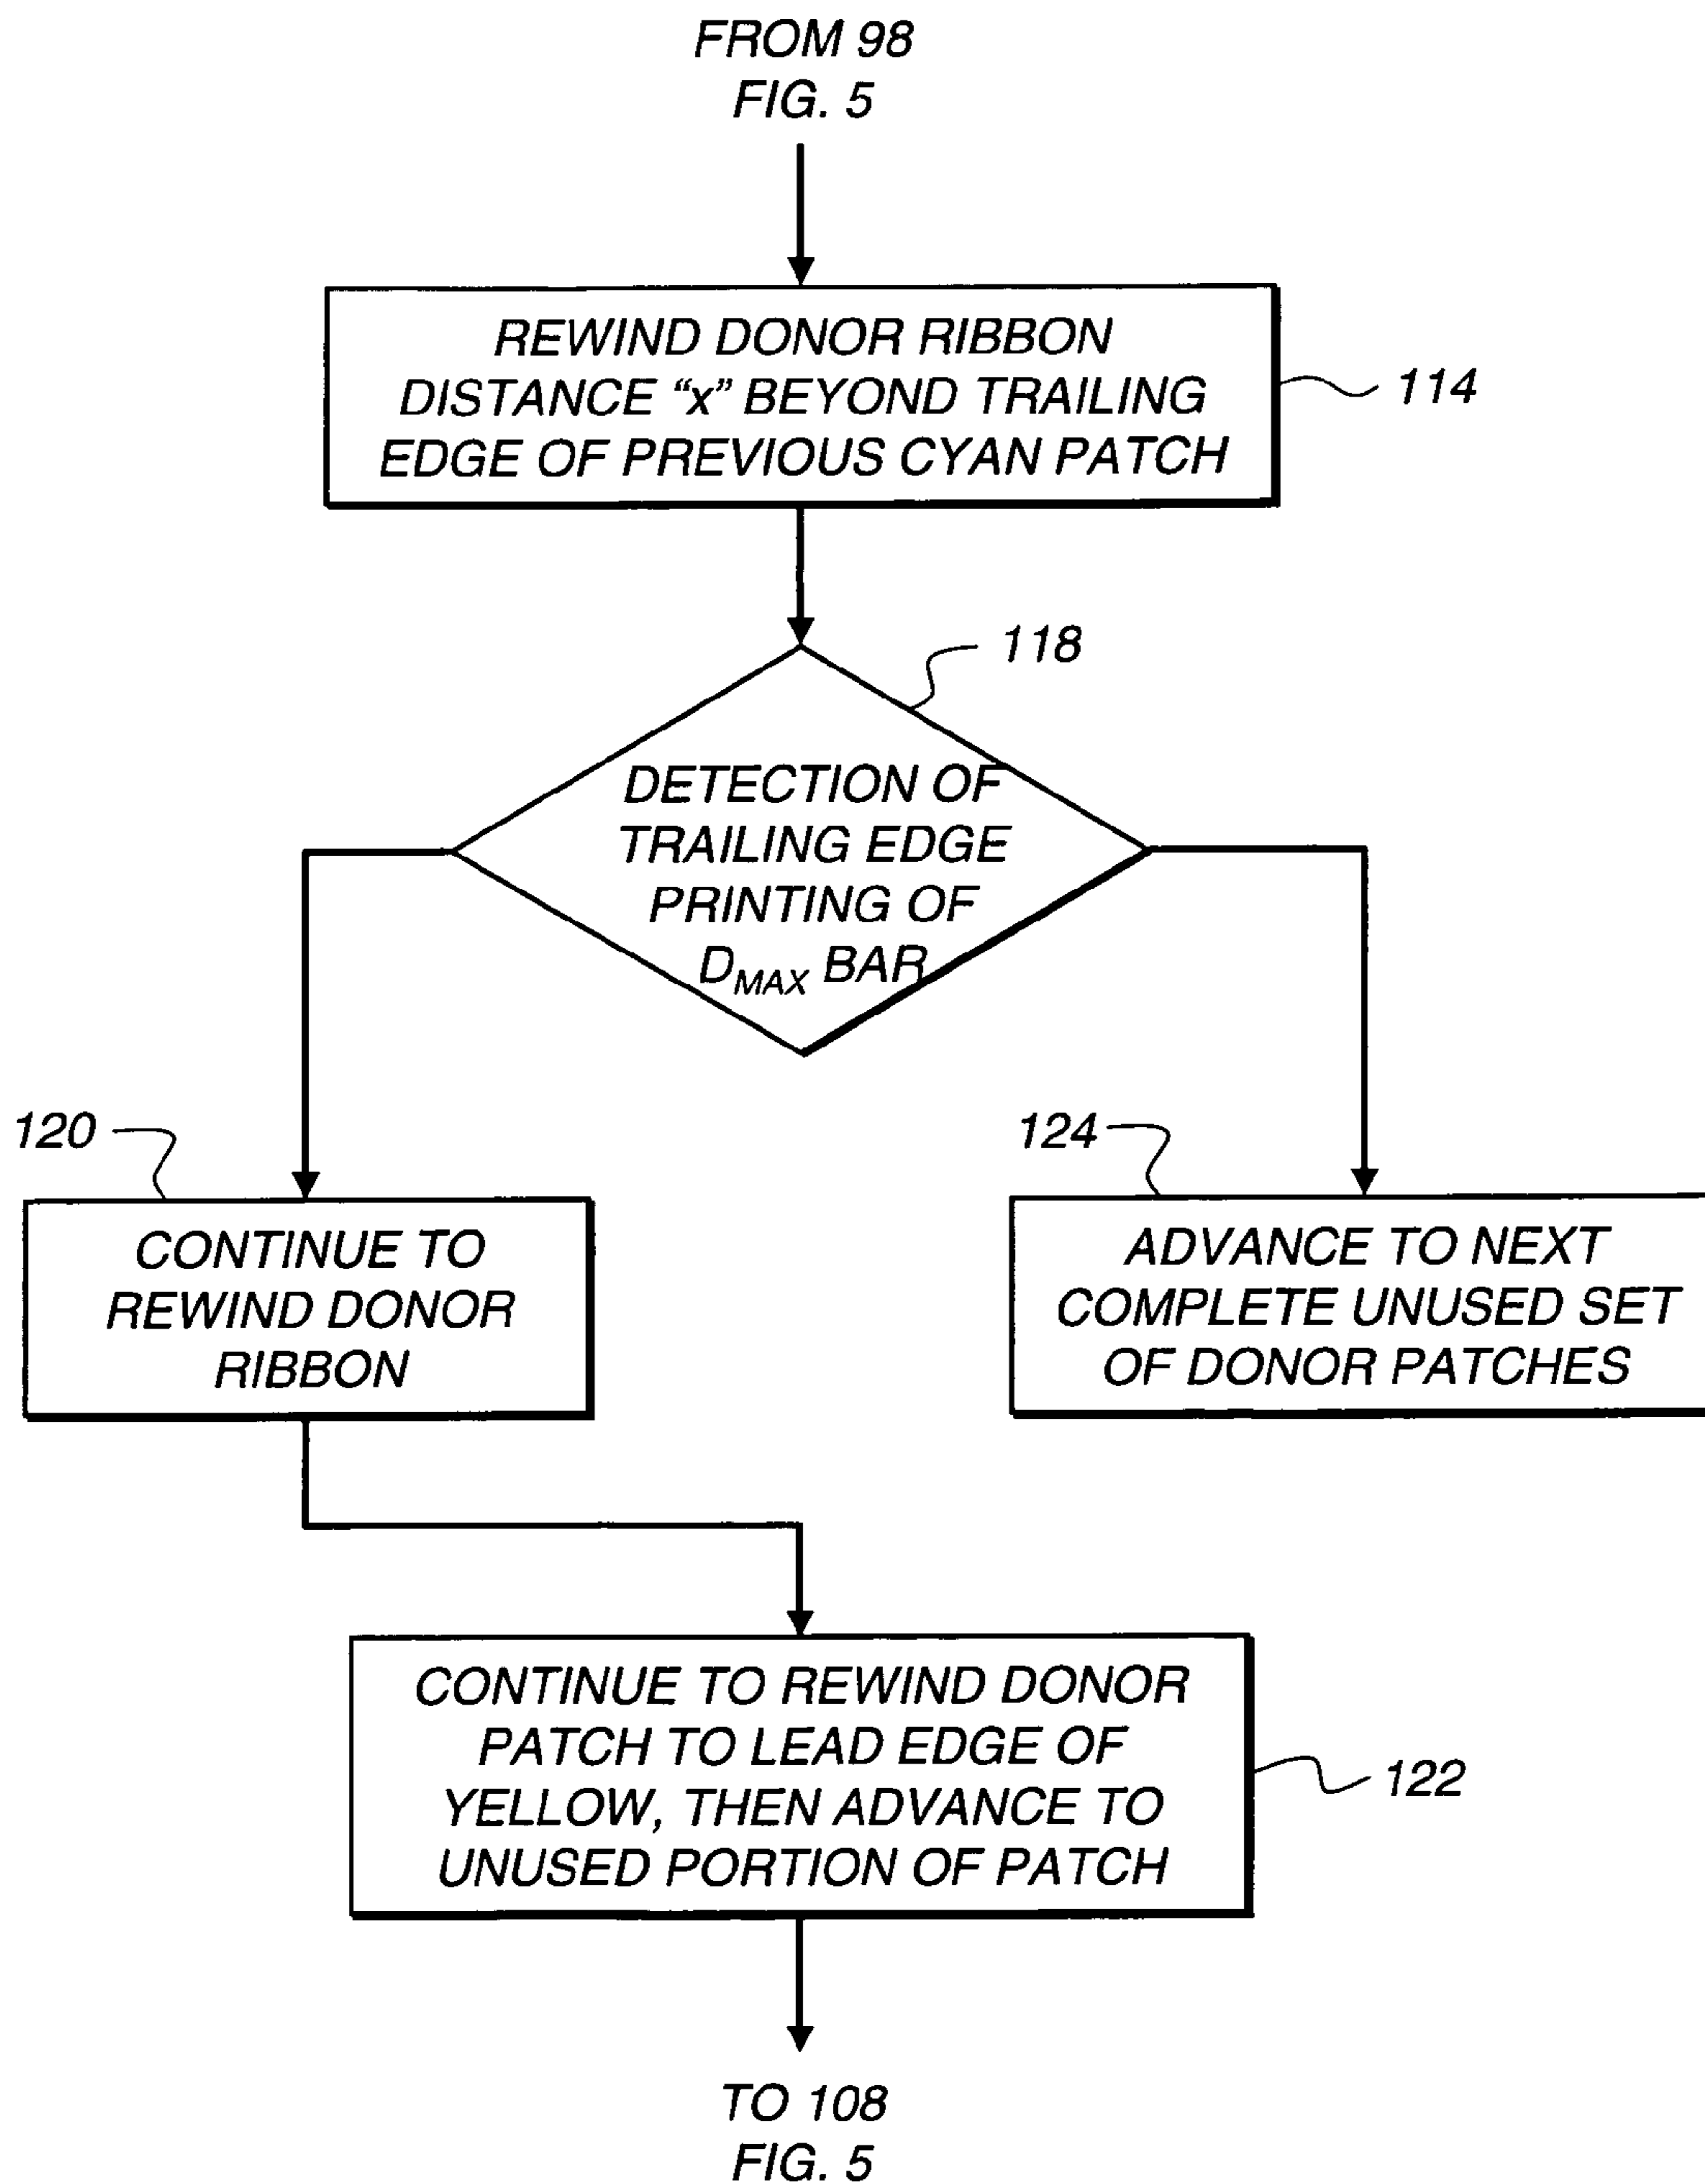 FROM 98
FIG. 5
REWIND DONOR RIBBON
DISTANCE “x” BEYOND TRAILING
EDGE OF PREVIOUS CYAN PATCH
114
118
DETECTION OF
TRAILING EDGE
PRINTING OF
DMAX BAR
120
124
CONTINUE TO
REWIND DONOR
RIBBON
ADVANCE TO NEXT
COMPLETE UNUSED SET
OF DONOR PATCHES
CONTINUE TO REWIND DONOR
PATCH TO LEAD EDGE OF
YELLOW, THEN ADVANCE TO
UNUSED PORTION OF PATCH
122
TO 108
FIG. 5